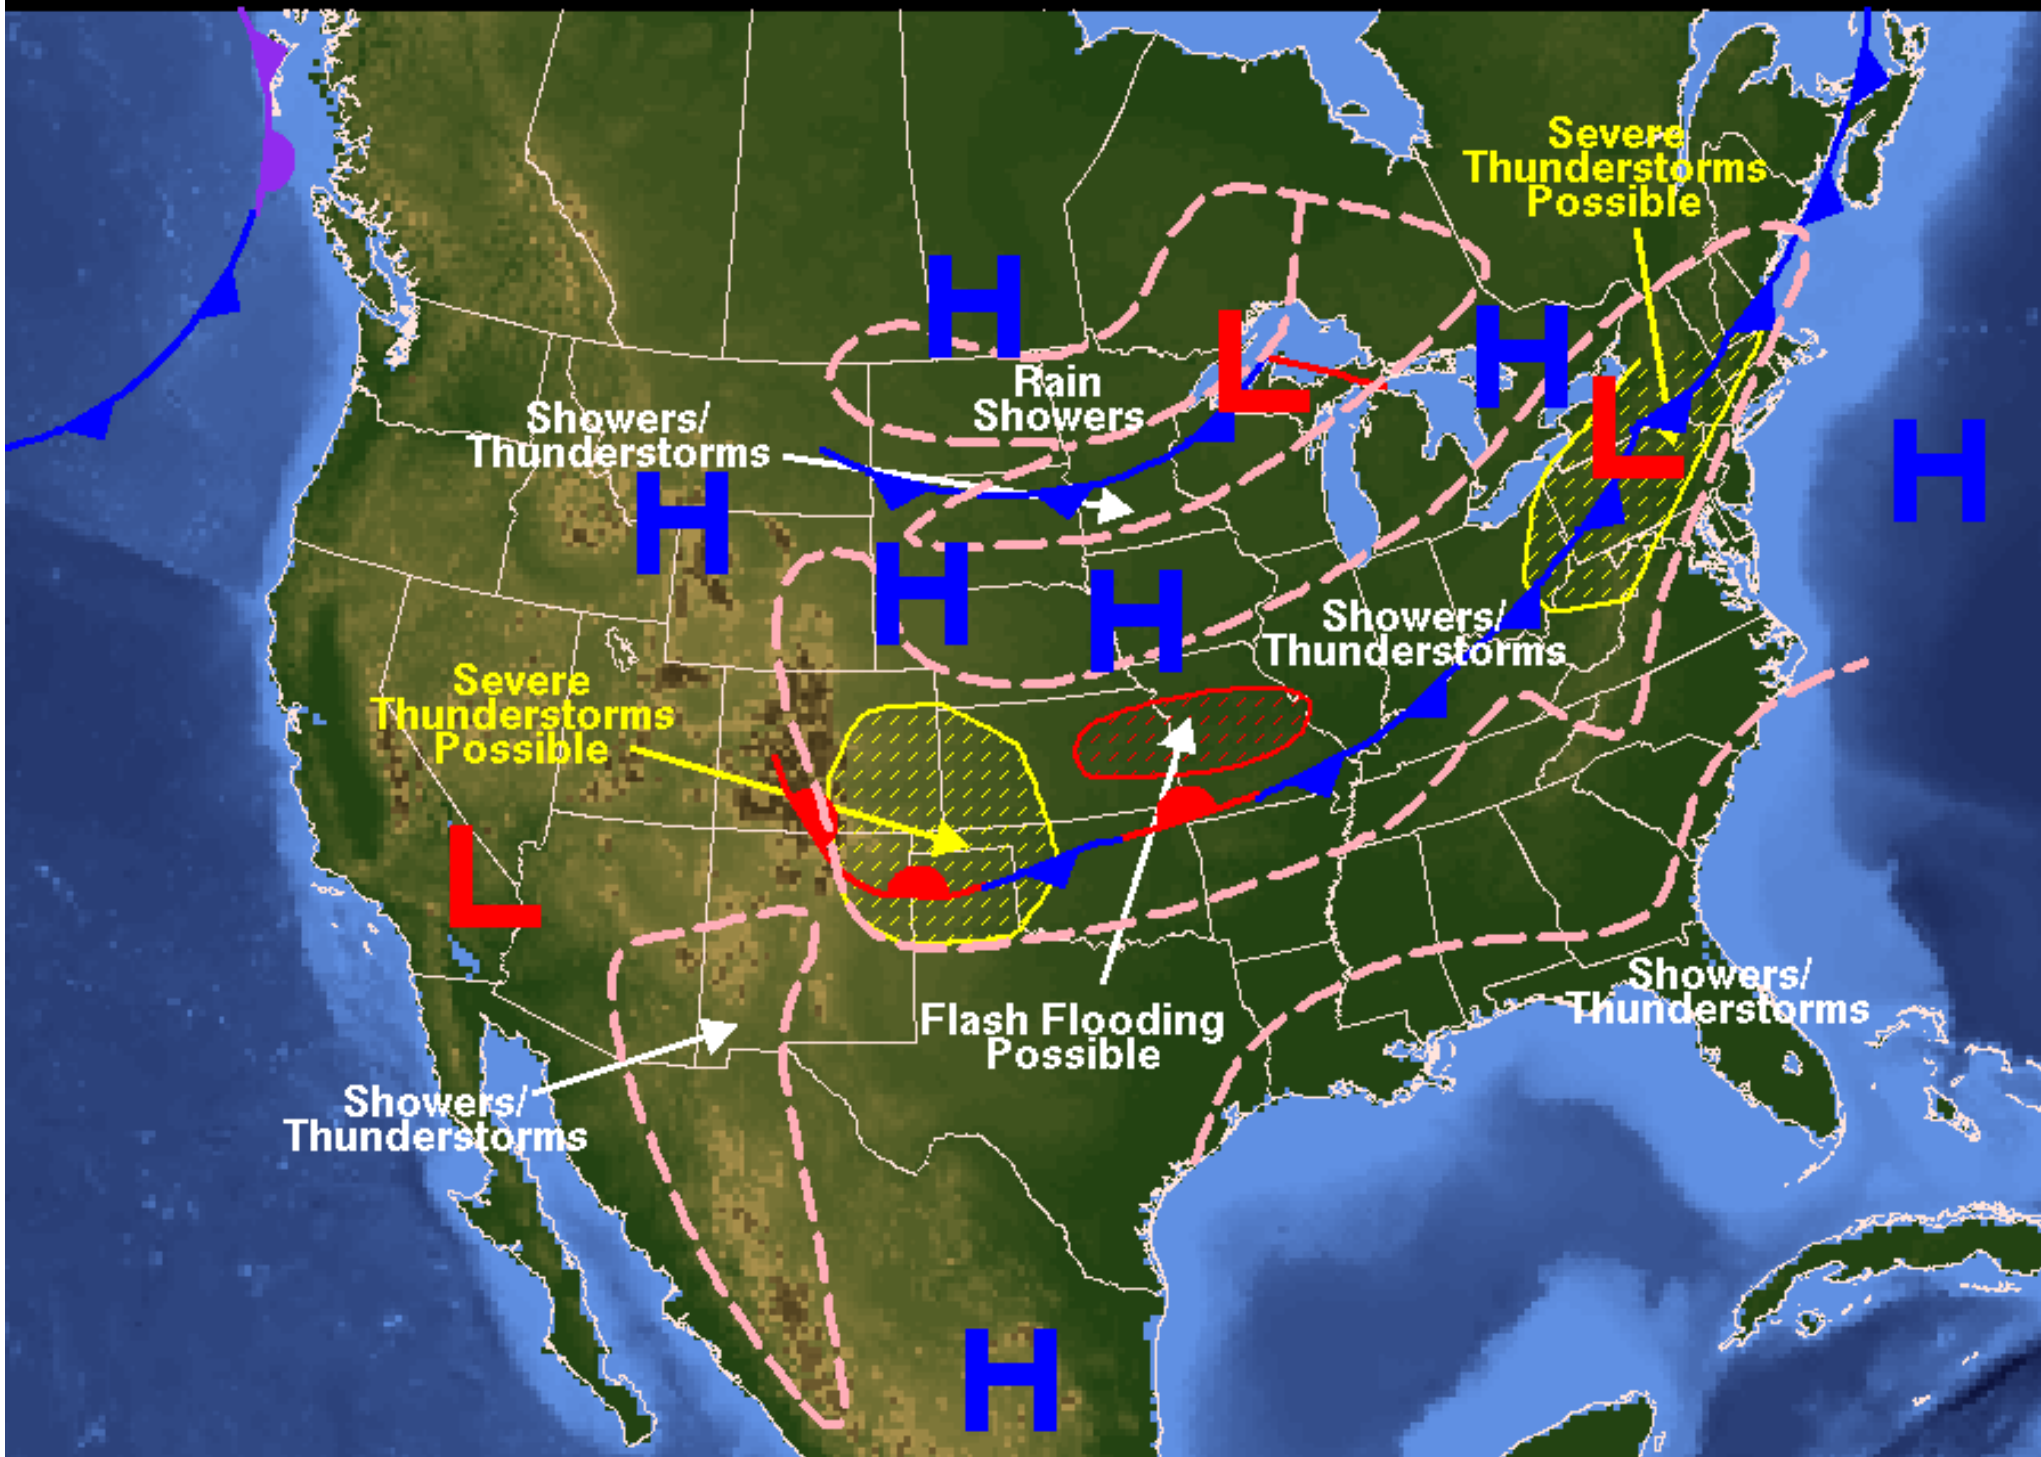 Severe
Thunderstorms
Possible
H
Rain
Showers
L
H
Showers/
Thunderstorms
L
H
H
H
H
Showers/
Thunderstorms
Severe
Thunderstorms
Possible
L
Showers/
Thunderstorms
Flash Flooding
Possible
Showers/
Thunderstorms
H